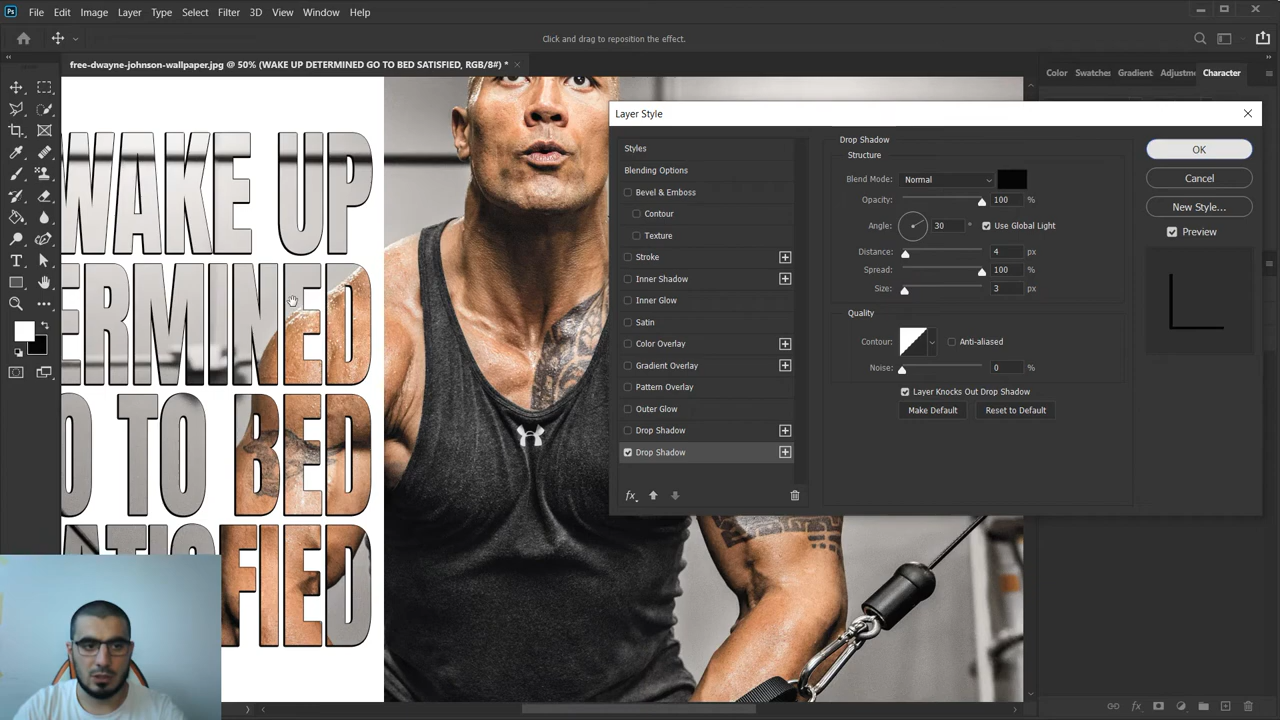 Ps File Edit Image Layer Type Select Filter 3D View Window Help
Click and drag to reposition the effect.
free-dwayne-johnson-wallpaper.jpg @ 50% (WAKE UP DETERMINED GO TO BED SATISFIED, RGB/8#) *
Color Swatches Gradient Adjustm Character
WAKE UP
ERMINED
O TO BED
ATISFIED
Layer Style
Styles
Blending Options
Bevel & Emboss
Contour
Texture
Stroke
Inner Shadow
Inner Glow
Satin
Color Overlay
Gradient Overlay
Pattern Overlay
Outer Glow
Drop Shadow
Drop Shadow
fx
Drop Shadow
Structure
Blend Mode: Normal
Opacity: 100 %
Angle: 30 ° Use Global Light
Distance: 4 px
Spread: 100 %
Size: 3 px
Quality
Contour: Anti-aliased
Noise: 0 %
Layer Knocks Out Drop Shadow
Make Default Reset to Default
OK
Cancel
New Style...
Preview
fx